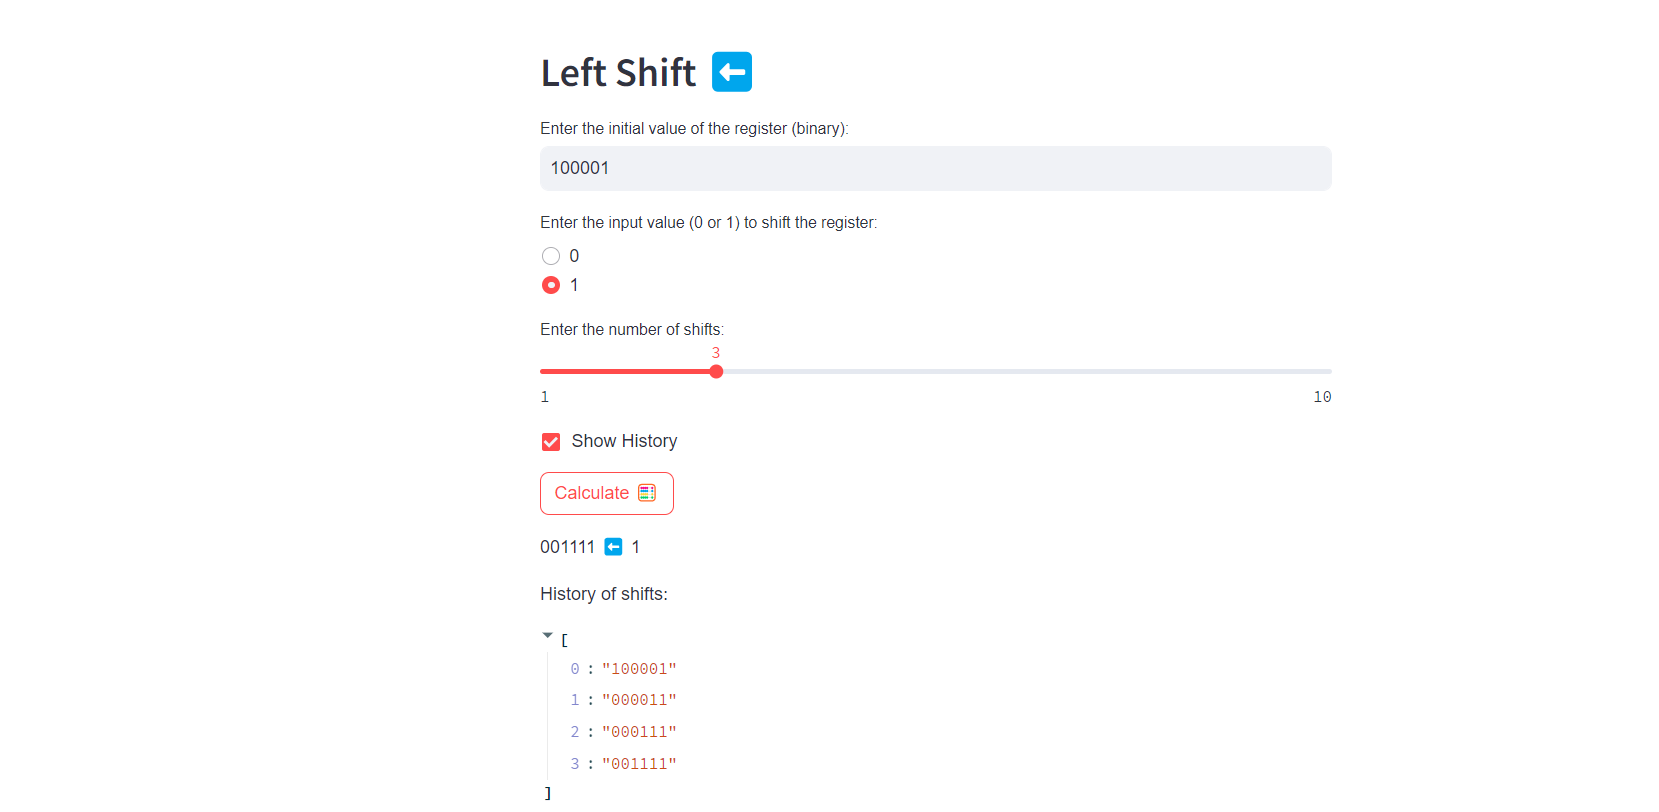 Left Shift ⬅️
Enter the initial value of the register (binary):
100001
Enter the input value (0 or 1) to shift the register:
0
1
Enter the number of shifts:
3
1 10
Show History
Calculate 🧮
001111 ⬅️ 1
History of shifts:
[
0 : "100001"
1 : "000011"
2 : "000111"
3 : "001111"
]